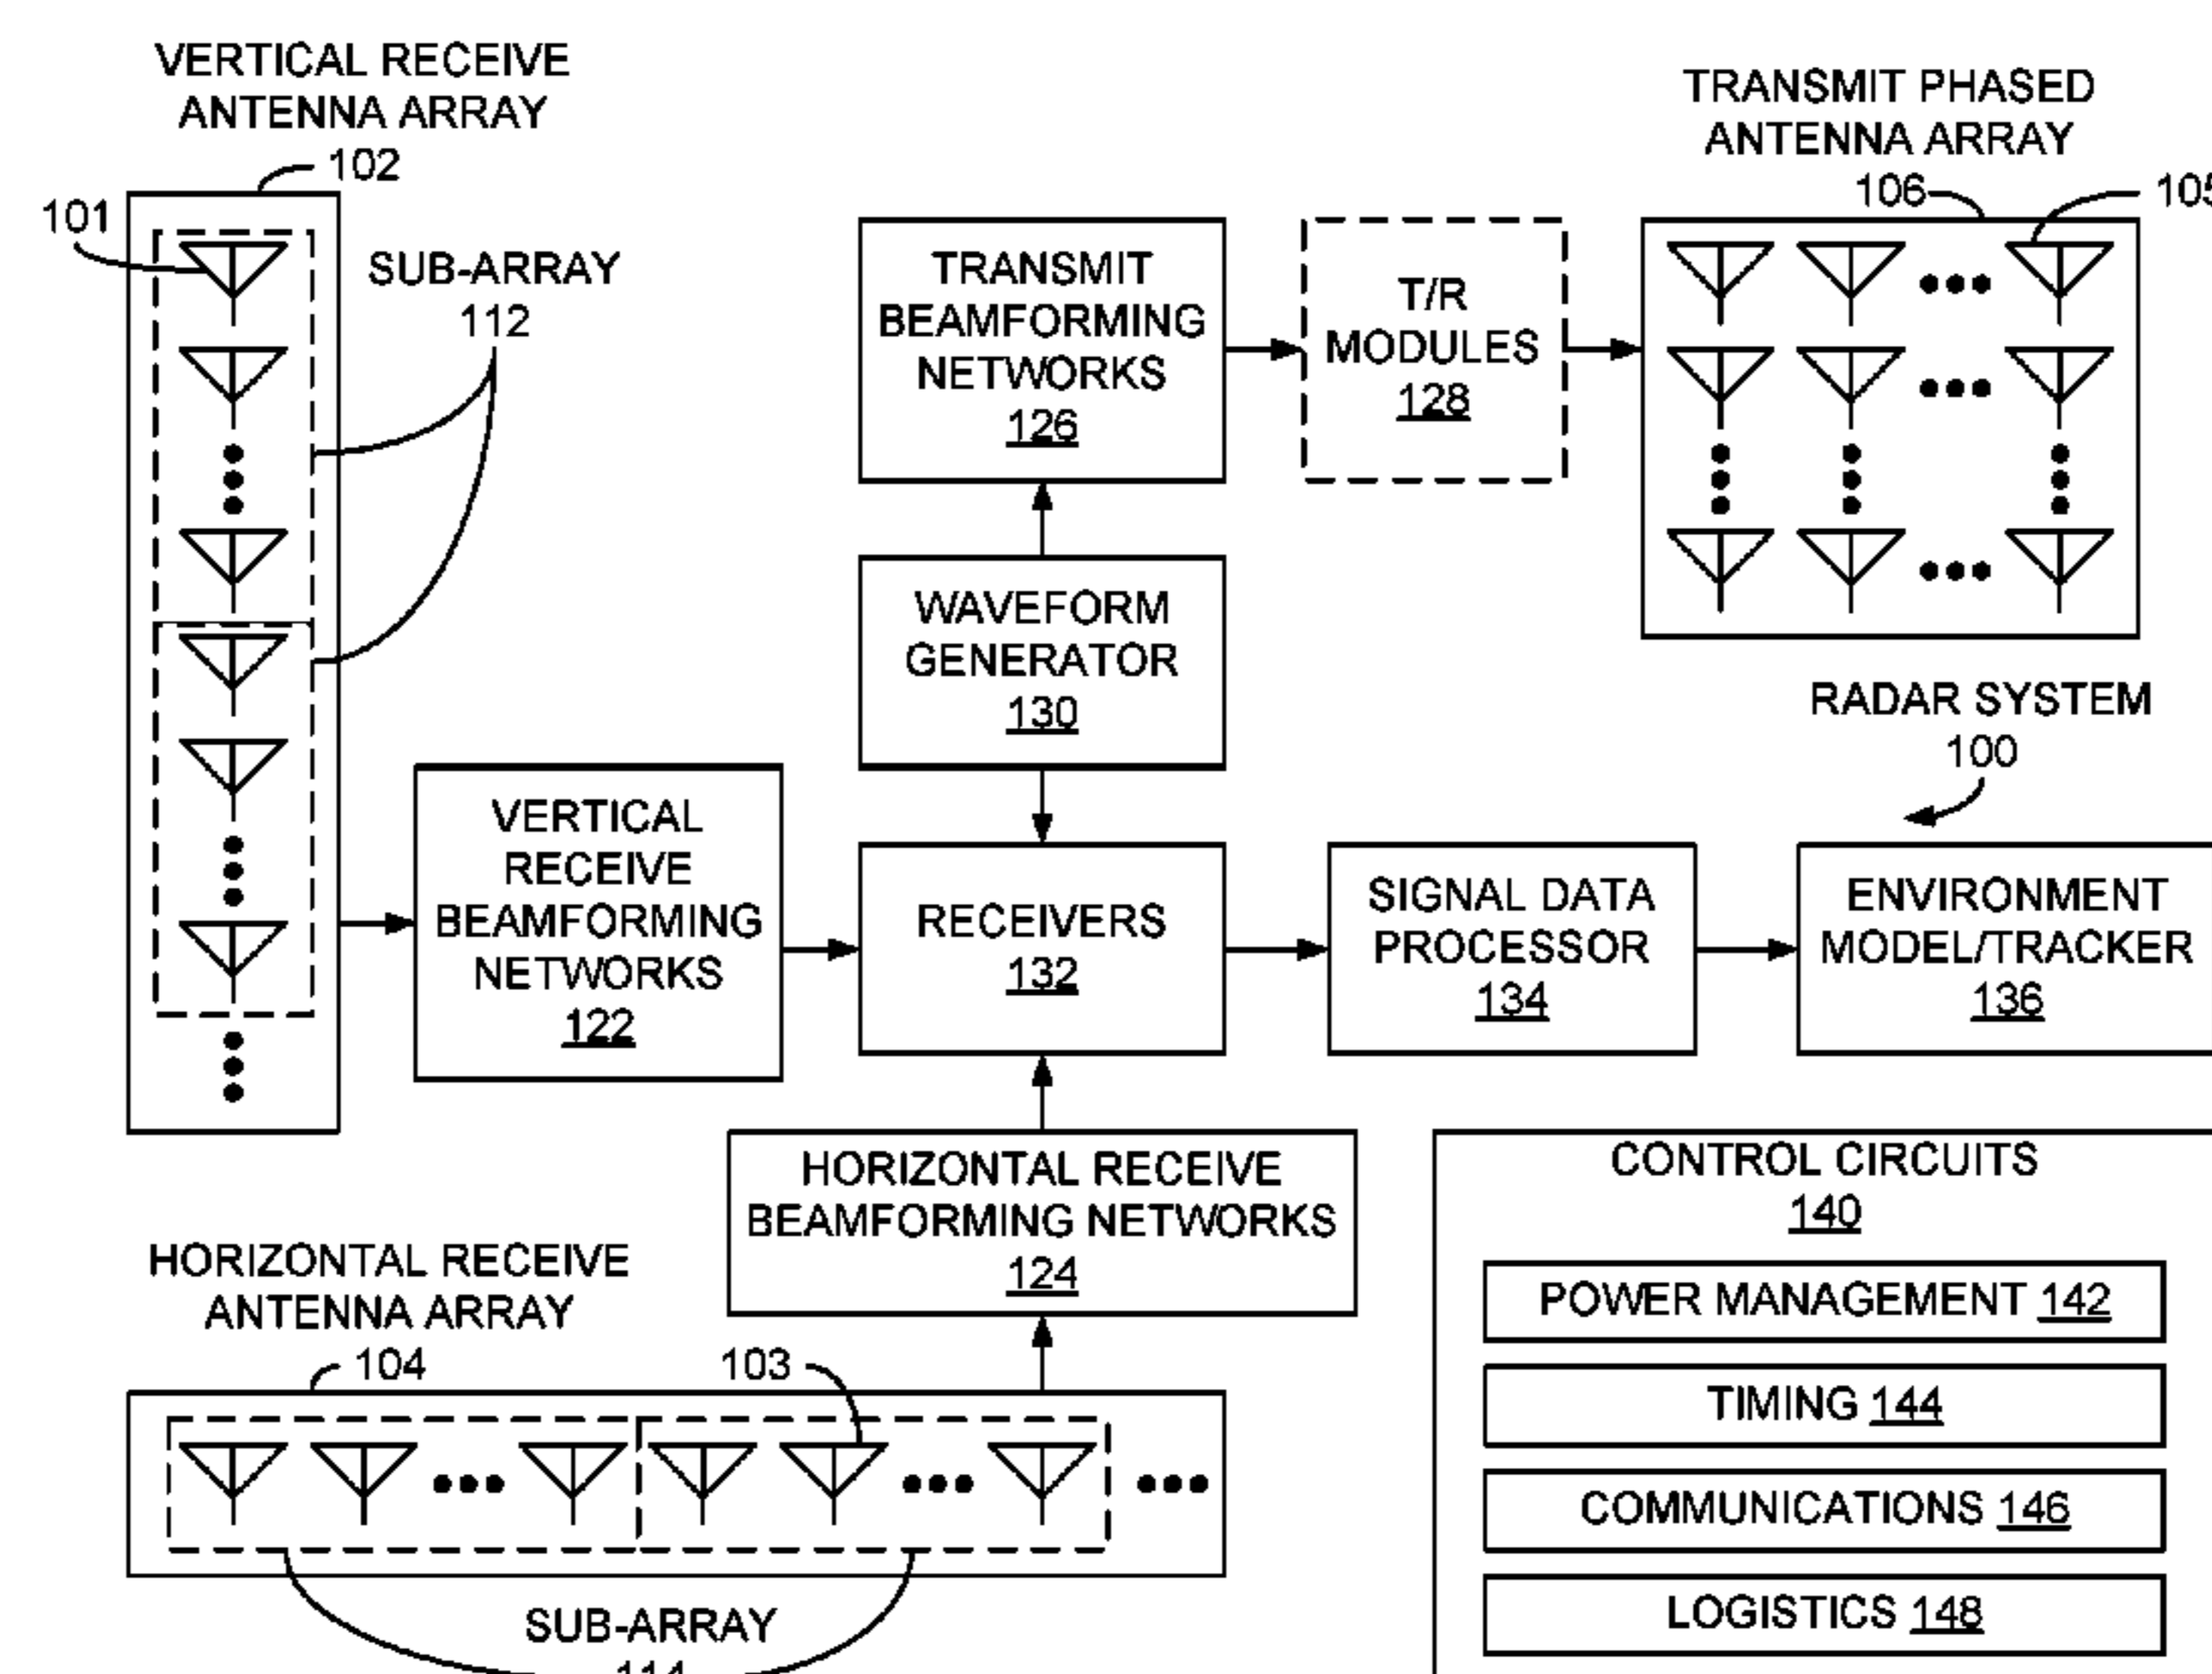 VERTICAL RECEIVE
ANTENNA ARRAY
102
101
SUB-ARRAY
112
TRANSMIT
BEAMFORMING
NETWORKS
126
T/R
MODULES
128
TRANSMIT PHASED
ANTENNA ARRAY
106
105
WAVEFORM
GENERATOR
130
RADAR SYSTEM
100
VERTICAL
RECEIVE
BEAMFORMING
NETWORKS
122
RECEIVERS
132
SIGNAL DATA
PROCESSOR
134
ENVIRONMENT
MODEL/TRACKER
136
HORIZONTAL RECEIVE
BEAMFORMING NETWORKS
124
HORIZONTAL RECEIVE
ANTENNA ARRAY
104
103
SUB-ARRAY
114
CONTROL CIRCUITS
140
POWER MANAGEMENT 142
TIMING 144
COMMUNICATIONS 146
LOGISTICS 148